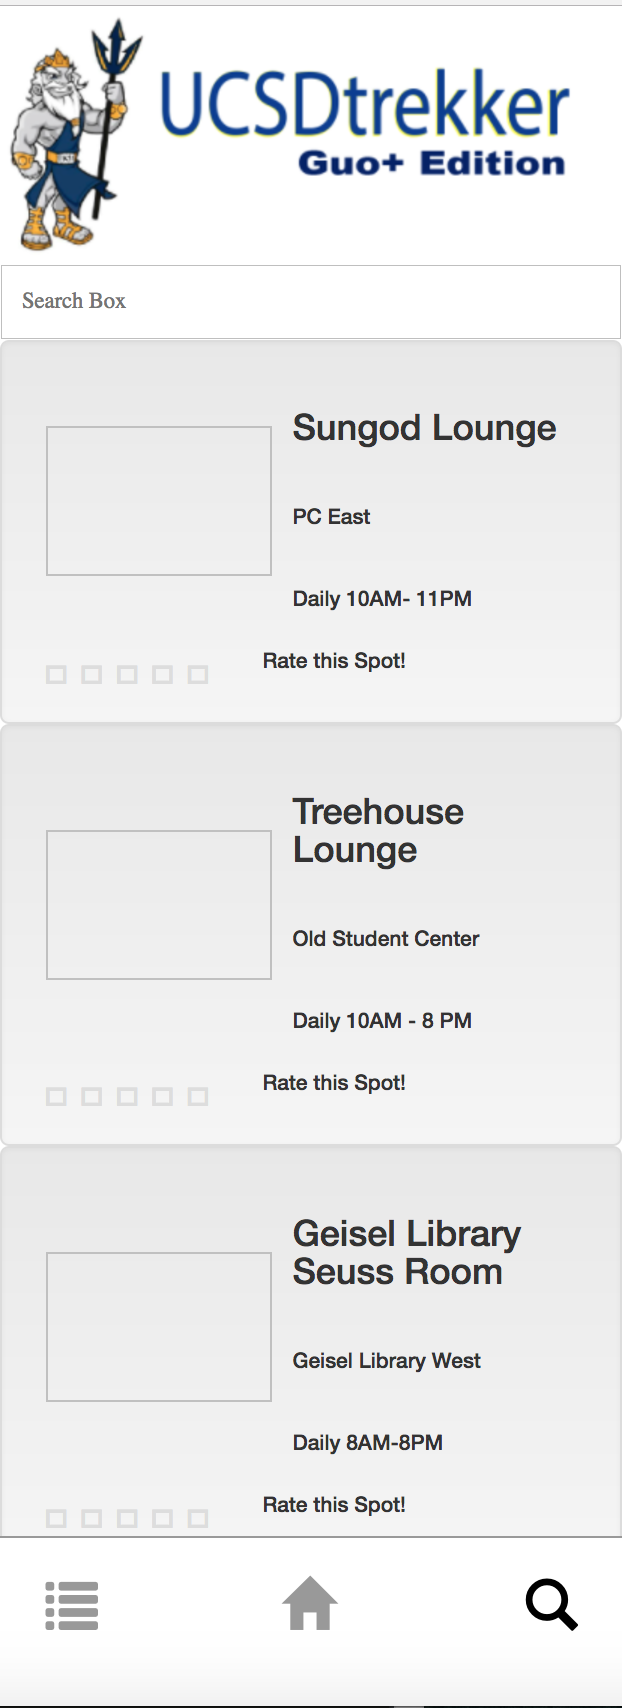 UCSDtrekker
Guo+ Edition
Search Box
Sungod Lounge
PC East
Daily 10AM- 11PM
Rate this Spot!
Treehouse
Lounge
Old Student Center
Daily 10AM - 8 PM
Rate this Spot!
Geisel Library
Seuss Room
Geisel Library West
Daily 8AM-8PM
Rate this Spot!